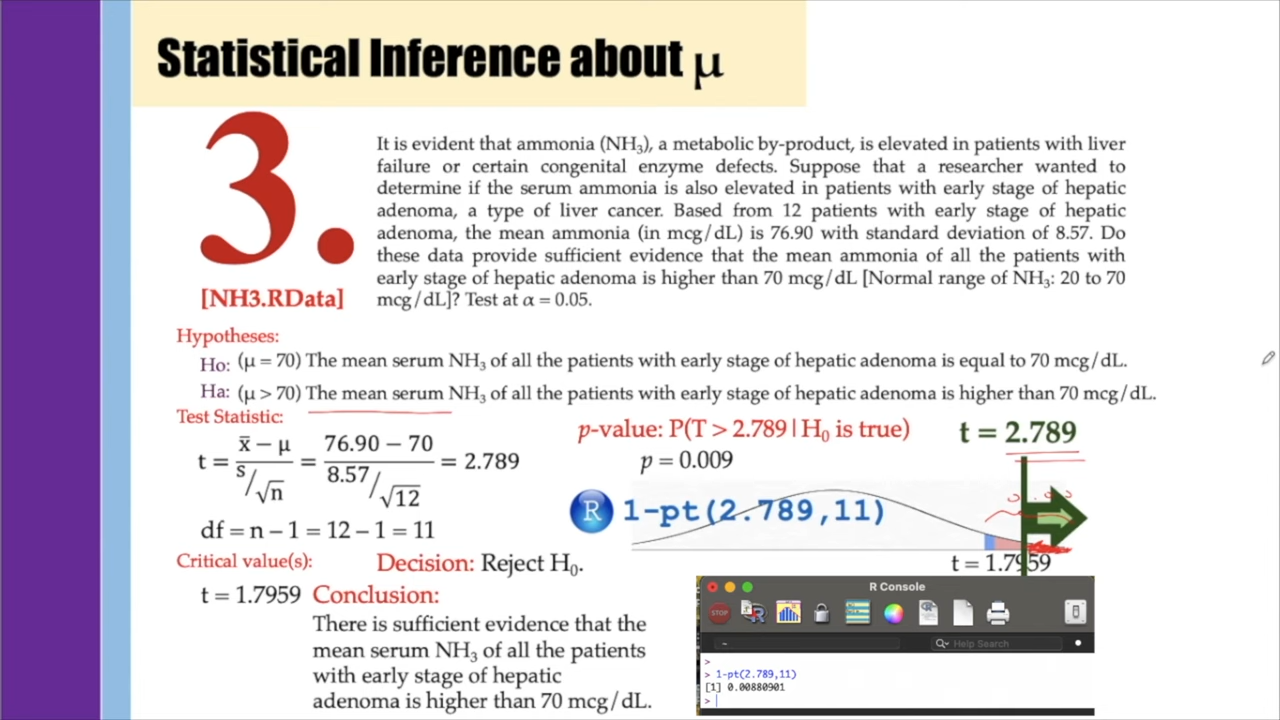 Statistical Inference about μ
3.
[NH3.RData]
It is evident that ammonia (NH₃), a metabolic by-product, is elevated in patients with liver
failure or certain congenital enzyme defects. Suppose that a researcher wanted to
determine if the serum ammonia is also elevated in patients with early stage of hepatic
adenoma, a type of liver cancer. Based from 12 patients with early stage of hepatic
adenoma, the mean ammonia (in mcg/dL) is 76.90 with standard deviation of 8.57. Do
these data provide sufficient evidence that the mean ammonia of all the patients with
early stage of hepatic adenoma is higher than 70 mcg/dL [Normal range of NH₃: 20 to 70
mcg/dL]? Test at α = 0.05.
Hypotheses:
Ho: (μ = 70) The mean serum NH₃ of all the patients with early stage of hepatic adenoma is equal to 70 mcg/dL.
Ha: (μ > 70) The mean serum NH₃ of all the patients with early stage of hepatic adenoma is higher than 70 mcg/dL.
Test Statistic:
t = (x̄ − μ)/(s/√n) = (76.90 − 70)/(8.57/√12) = 2.789
df = n − 1 = 12 − 1 = 11
Critical value(s):
t = 1.7959
p-value: P(T > 2.789 | H₀ is true)
p = 0.009
R 1-pt(2.789,11)
t = 2.789
t = 1.7959
Decision: Reject H₀.
Conclusion:
There is sufficient evidence that the
mean serum NH₃ of all the patients
with early stage of hepatic
adenoma is higher than 70 mcg/dL.
R Console
STOP
Help Search
>
> 1-pt(2.789,11)
[1] 0.00880901
>